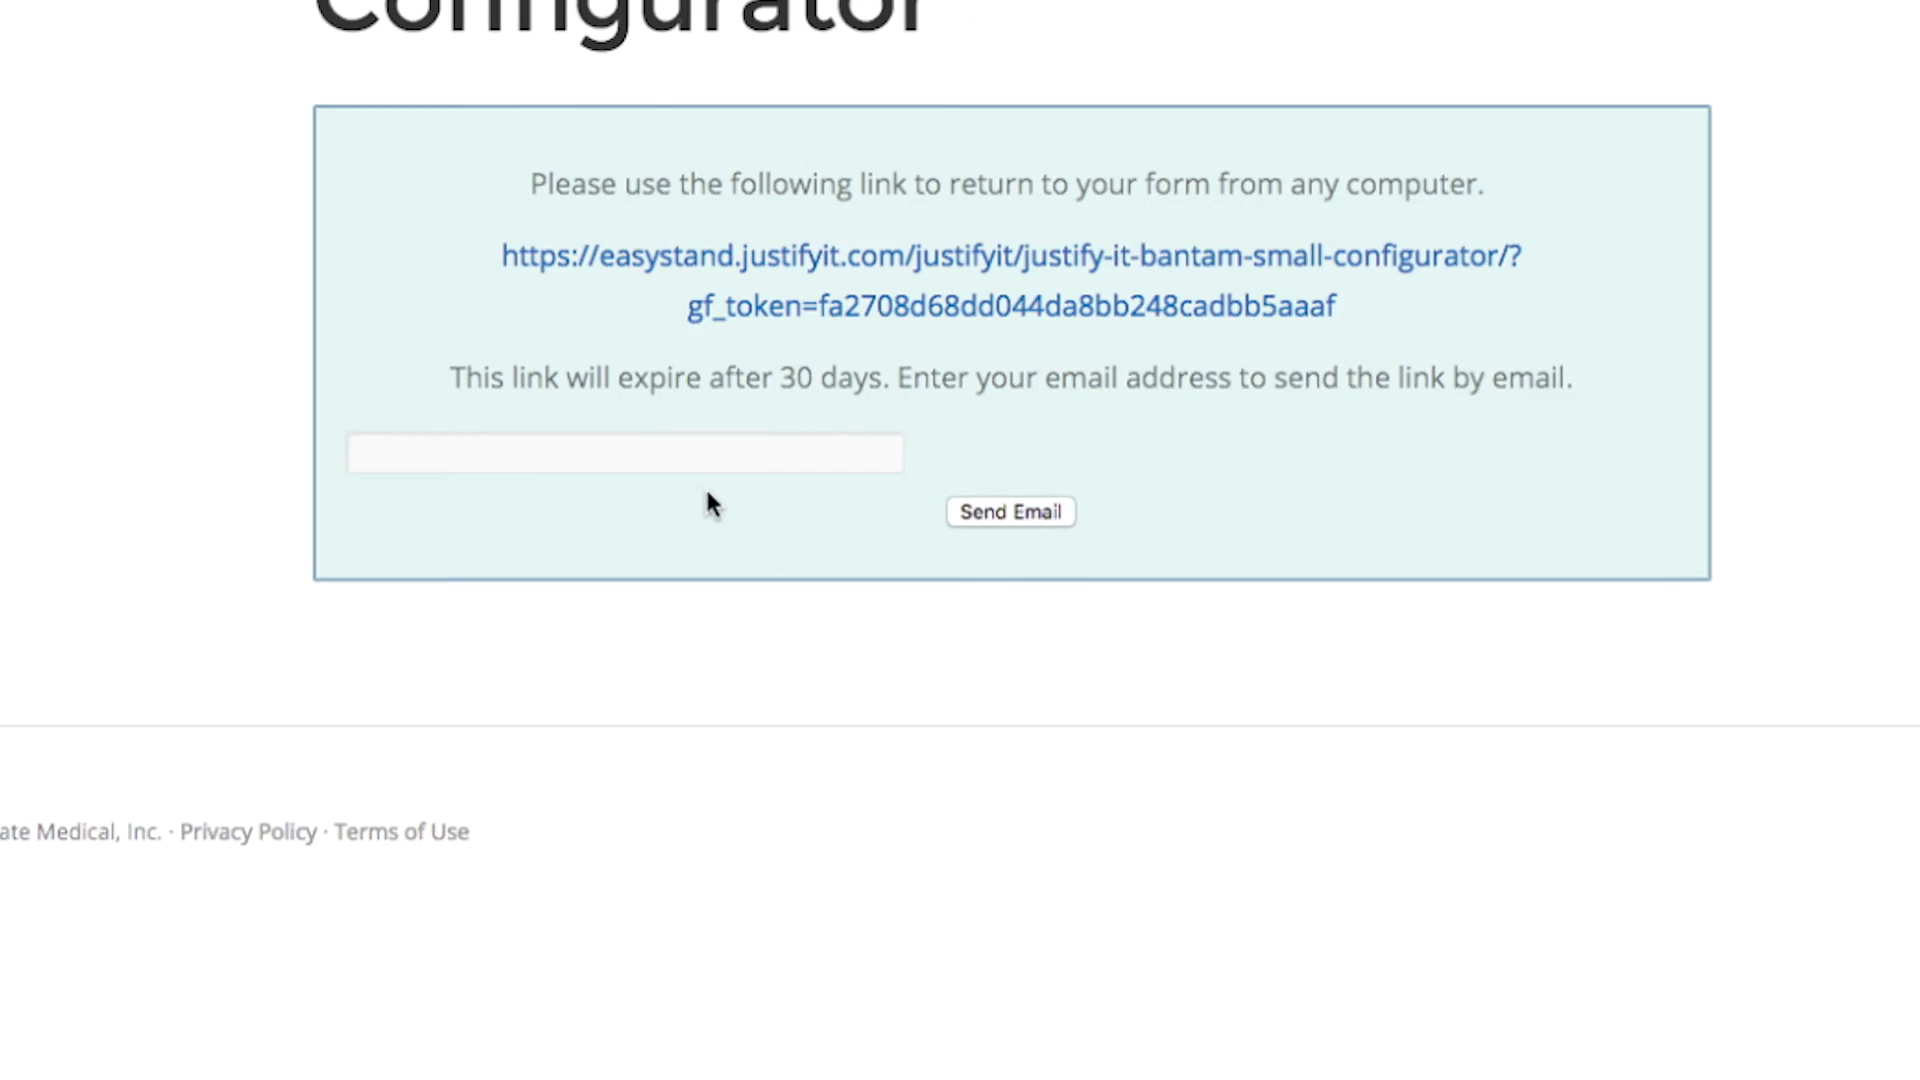 Configurator
Please use the following link to return to your form from any computer.
https://easystand.justifyit.com/justifyit/justify-it-bantam-small-configurator/?
gf_token=fa2708d68dd044da8bb248cadbb5aaaf
This link will expire after 30 days. Enter your email address to send the link by email.
Send Email
ate Medical, Inc. · Privacy Policy · Terms of Use